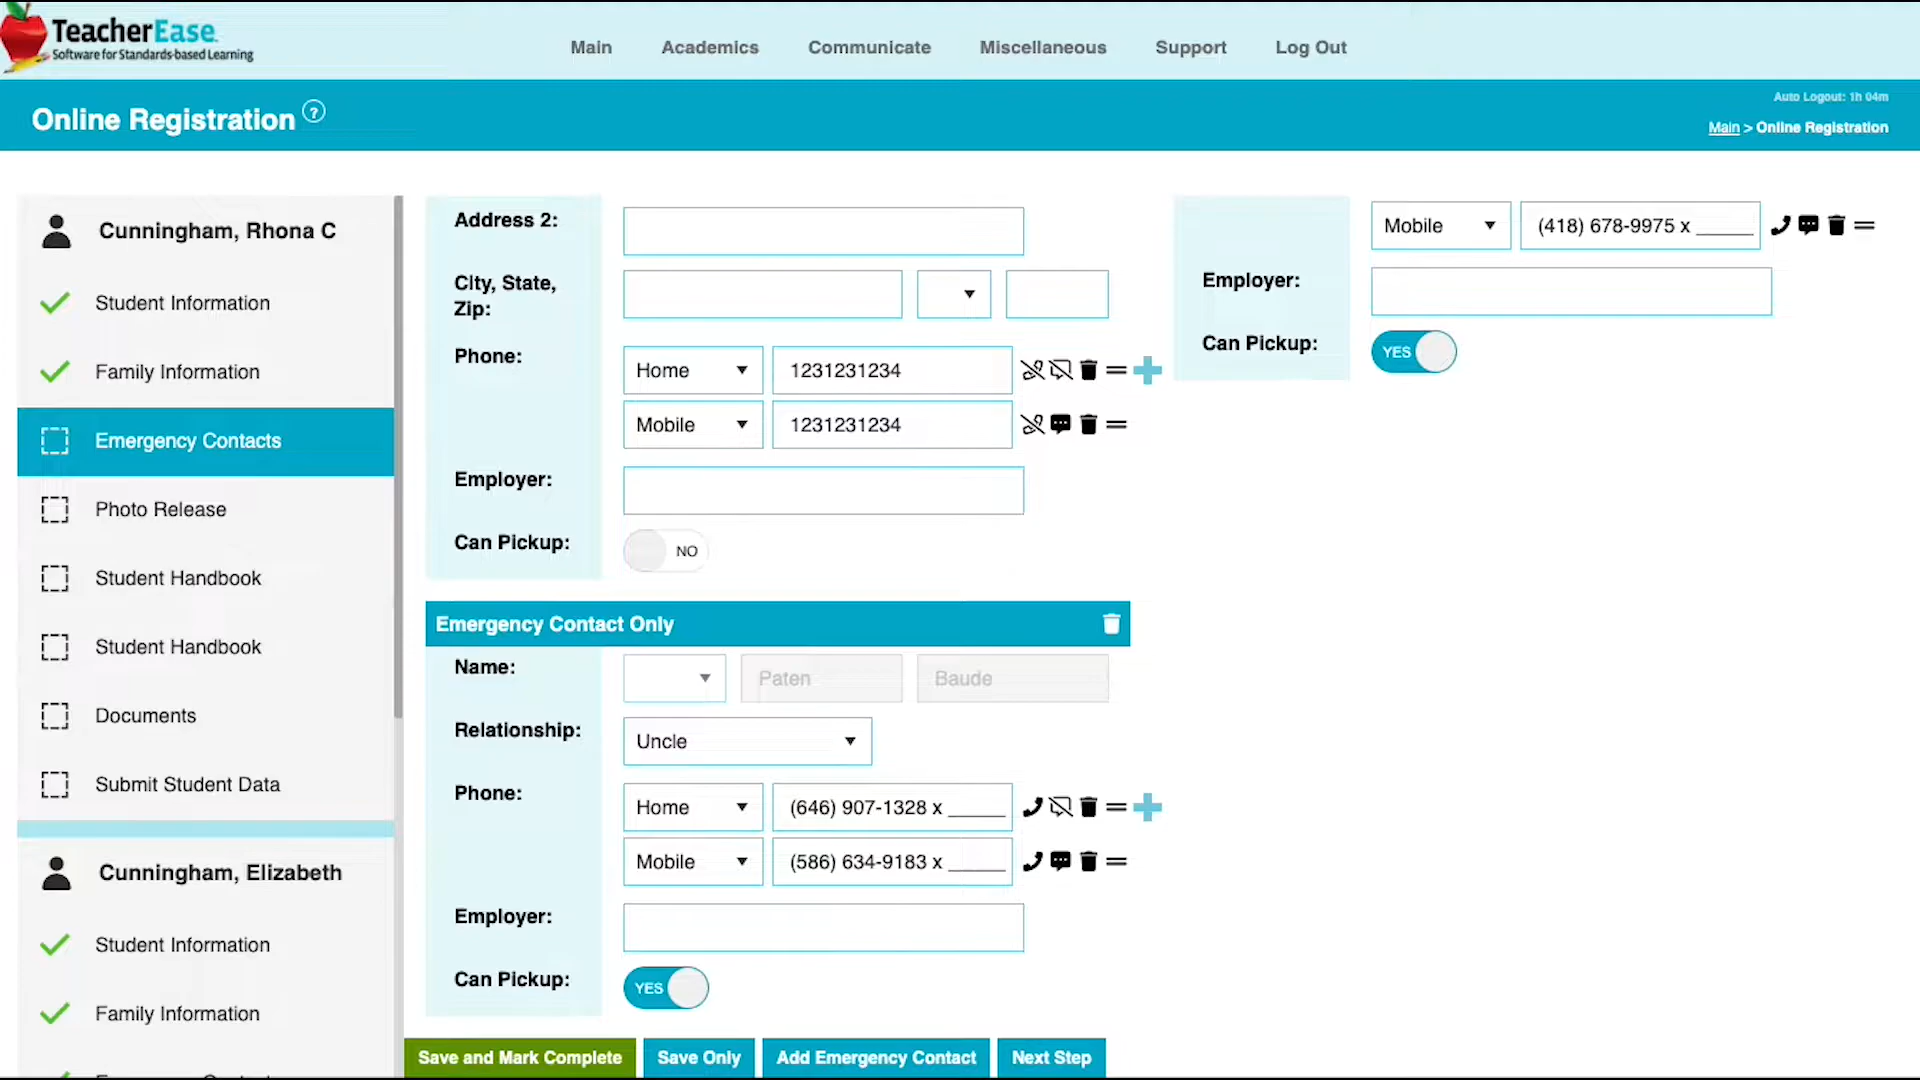 TeacherEase
Software for Standards-based Learning
Main Academics Communicate Miscellaneous Support Log Out
Online Registration ?
Auto Logout: 1h 04m
Main > Online Registration
Cunningham, Rhona C
Student Information
Family Information
Emergency Contacts
Photo Release
Student Handbook
Student Handbook
Documents
Submit Student Data
Cunningham, Elizabeth
Student Information
Family Information
Address 2:
City, State,
Zip:
Phone: Home 1231231234
Mobile 1231231234
Employer:
Can Pickup: NO
Mobile (418) 678-9975 x _____
Employer:
Can Pickup: YES
Emergency Contact Only
Name: Paten Baude
Relationship: Uncle
Phone: Home (646) 907-1328 x _____
Mobile (586) 634-9183 x _____
Employer:
Can Pickup: YES
Save and Mark Complete Save Only Add Emergency Contact Next Step